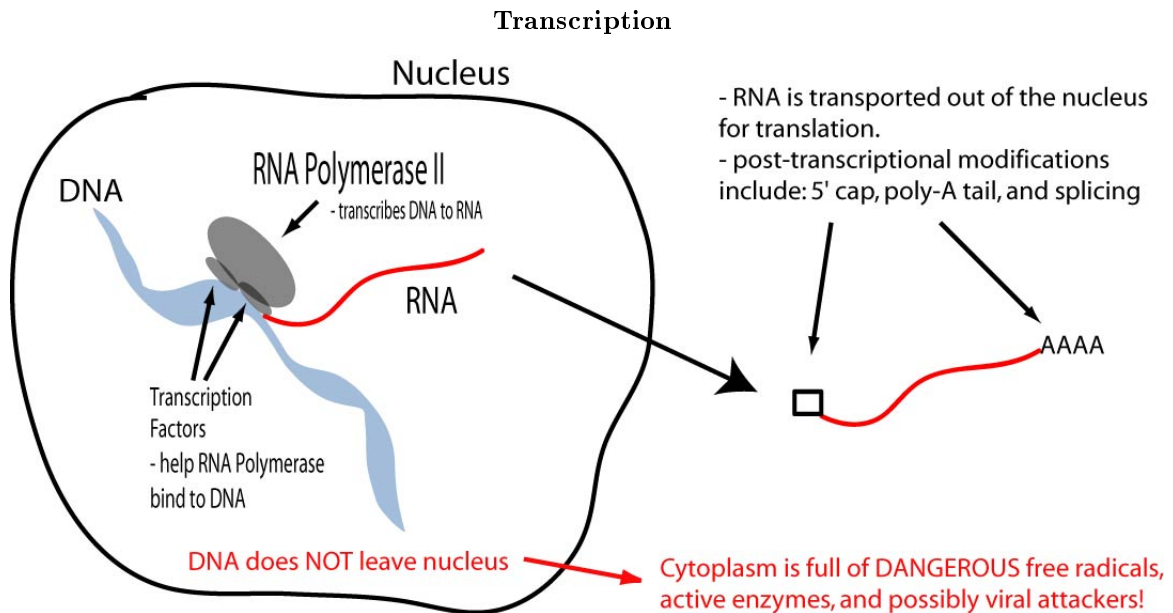 Transcription
Nucleus
- RNA is transported out of the nucleus
for translation.
- post-transcriptional modifications
include: 5' cap, poly-A tail, and splicing
DNA
RNA Polymerase II
- transcribes DNA to RNA
RNA
AAAA
Transcription
Factors
- help RNA Polymerase
bind to DNA
DNA does NOT leave nucleus
Cytoplasm is full of DANGEROUS free radicals,
active enzymes, and possibly viral attackers!